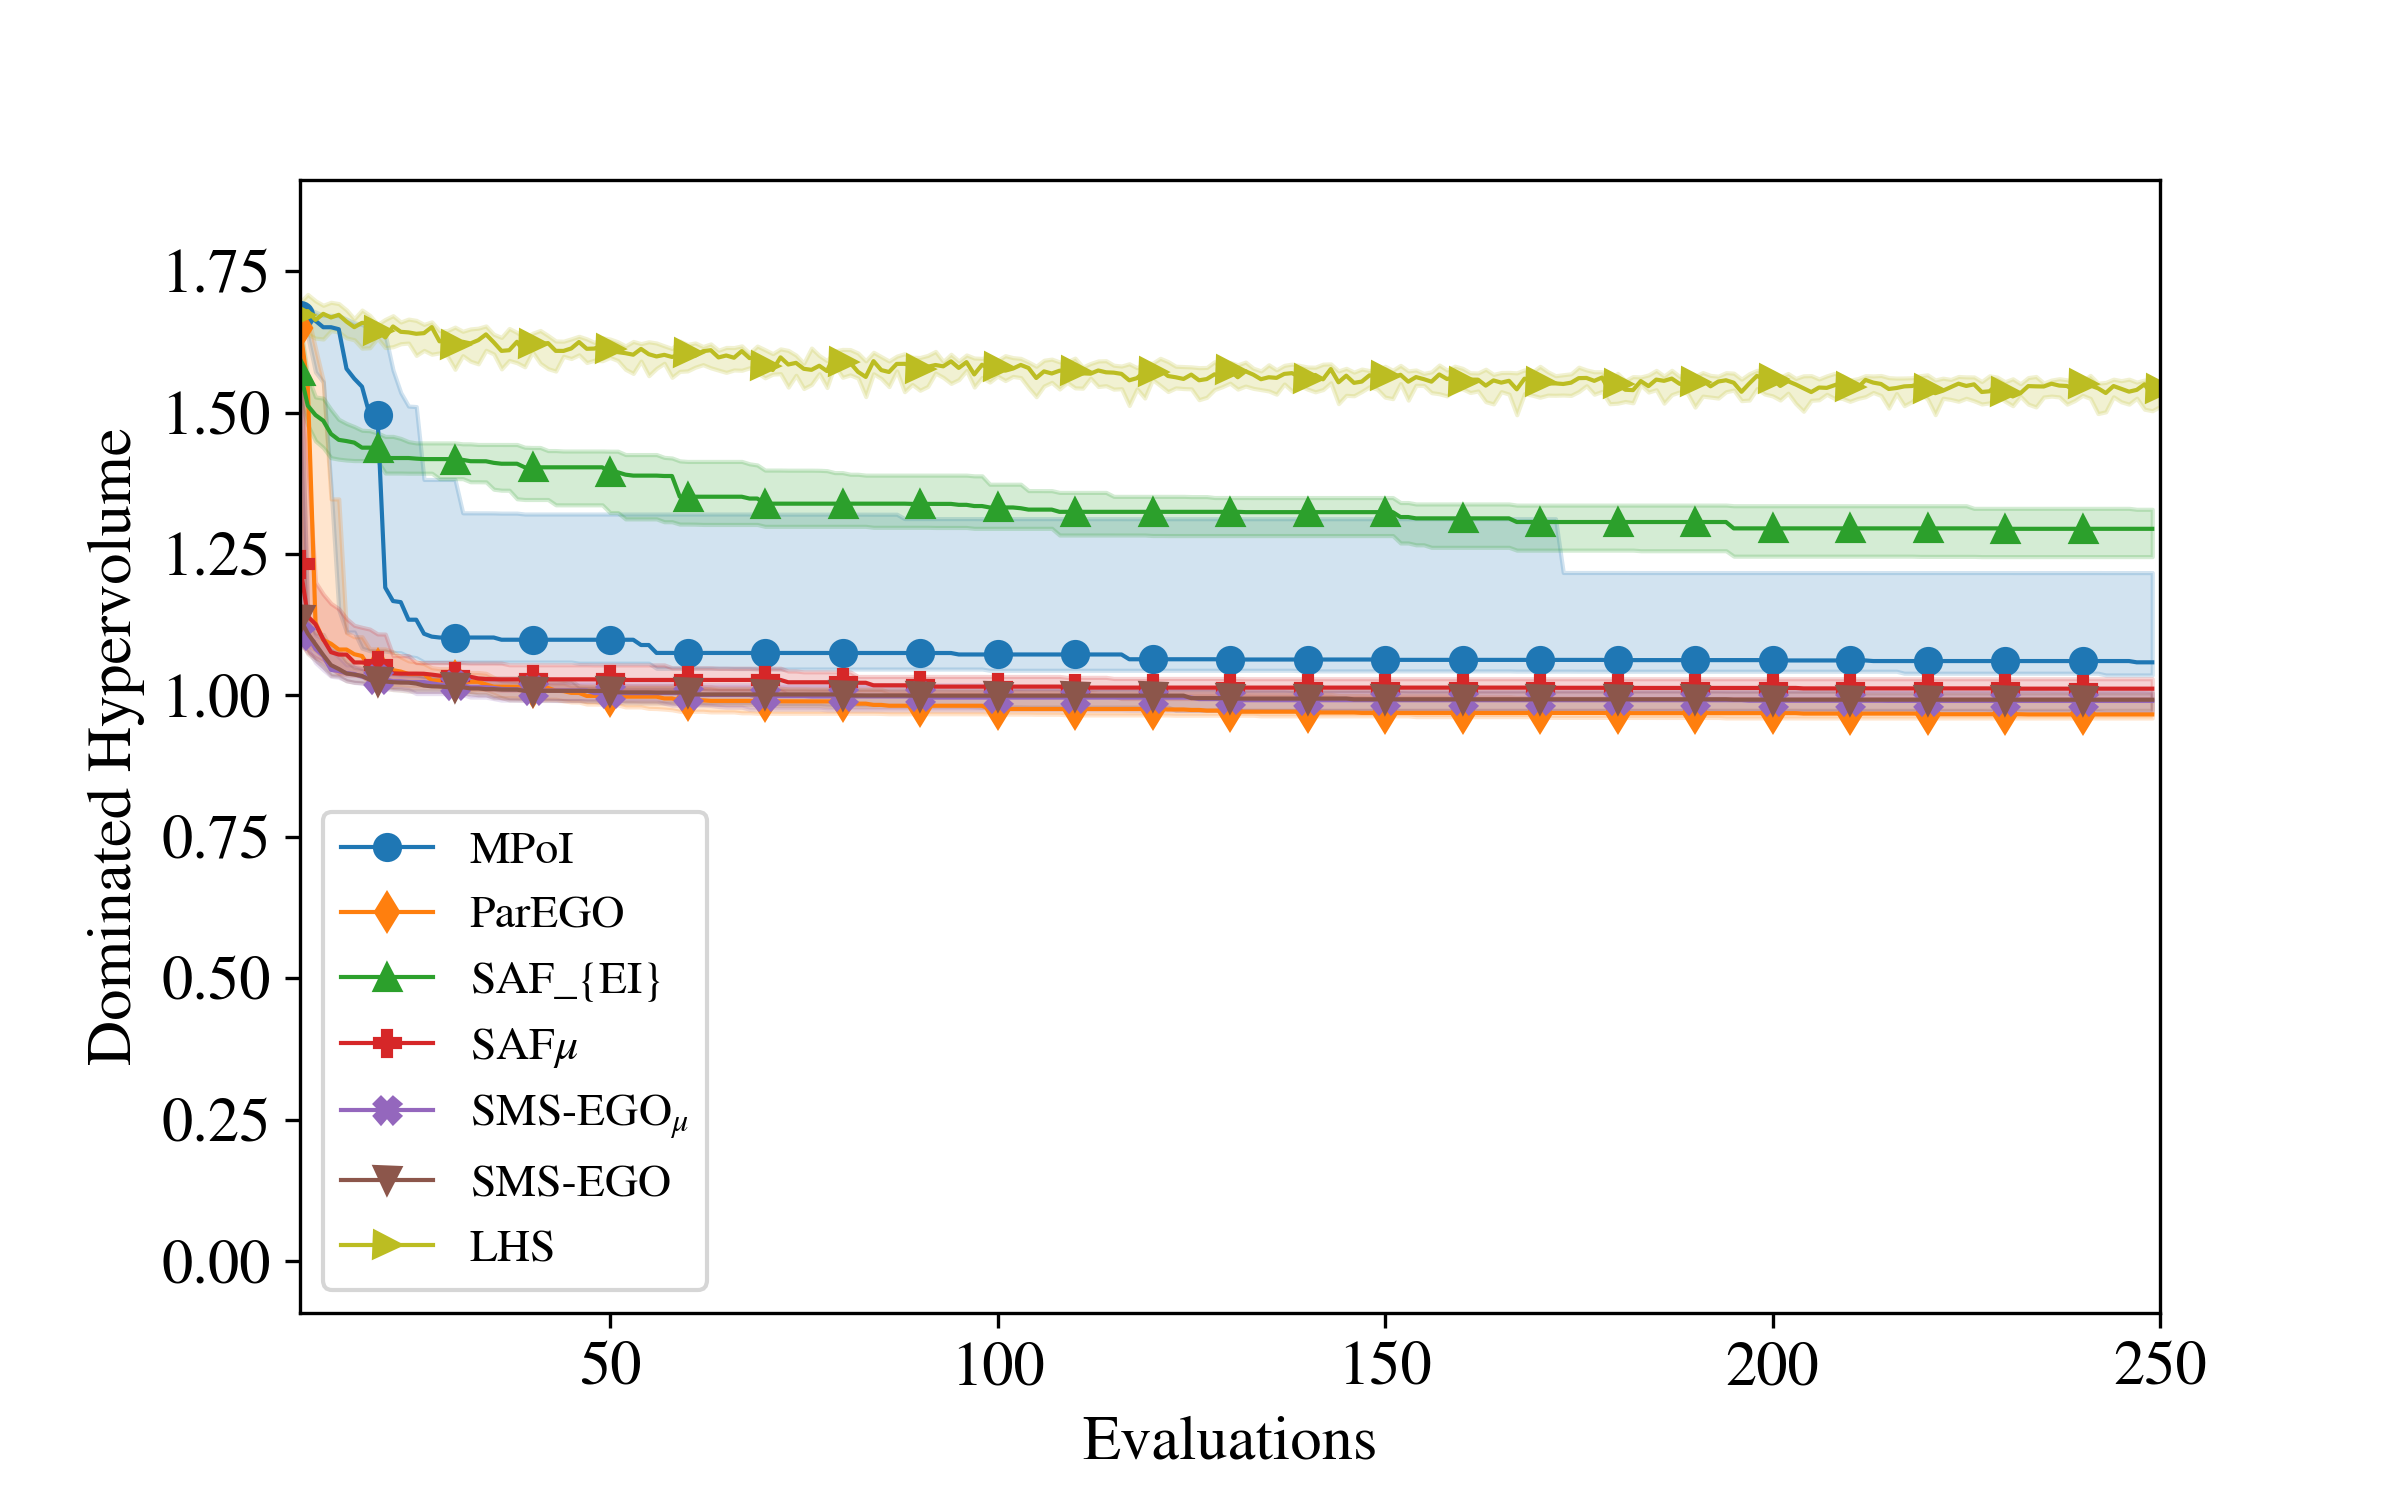 Dominated Hypervolume
1.75
1.50
1.25
1.00
0.75
0.50
0.25
0.00
MPoI
ParEGO
SAF_{EI}
SAFμ
SMS-EGOμ
SMS-EGO
LHS
50 100 150 200 250
Evaluations